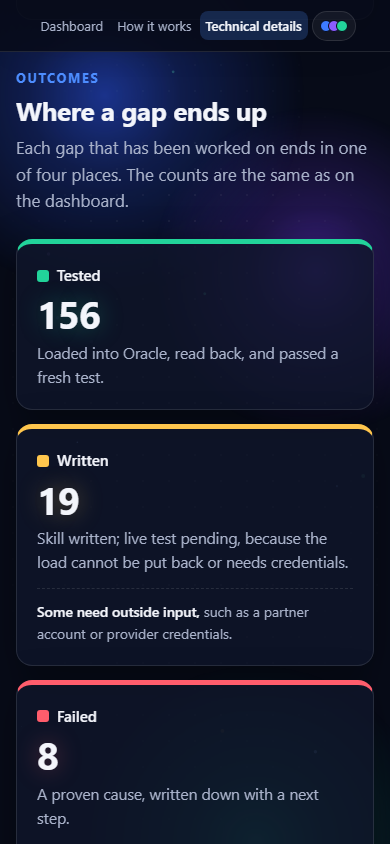 Dashboard How it works Technical details
OUTCOMES
Where a gap ends up
Each gap that has been worked on ends in one
of four places. The counts are the same as on
the dashboard.
Tested
156
Loaded into Oracle, read back, and passed a
fresh test.
Written
19
Skill written; live test pending, because the
load cannot be put back or needs credentials.
Some need outside input, such as a partner
account or provider credentials.
Failed
8
A proven cause, written down with a next
step.